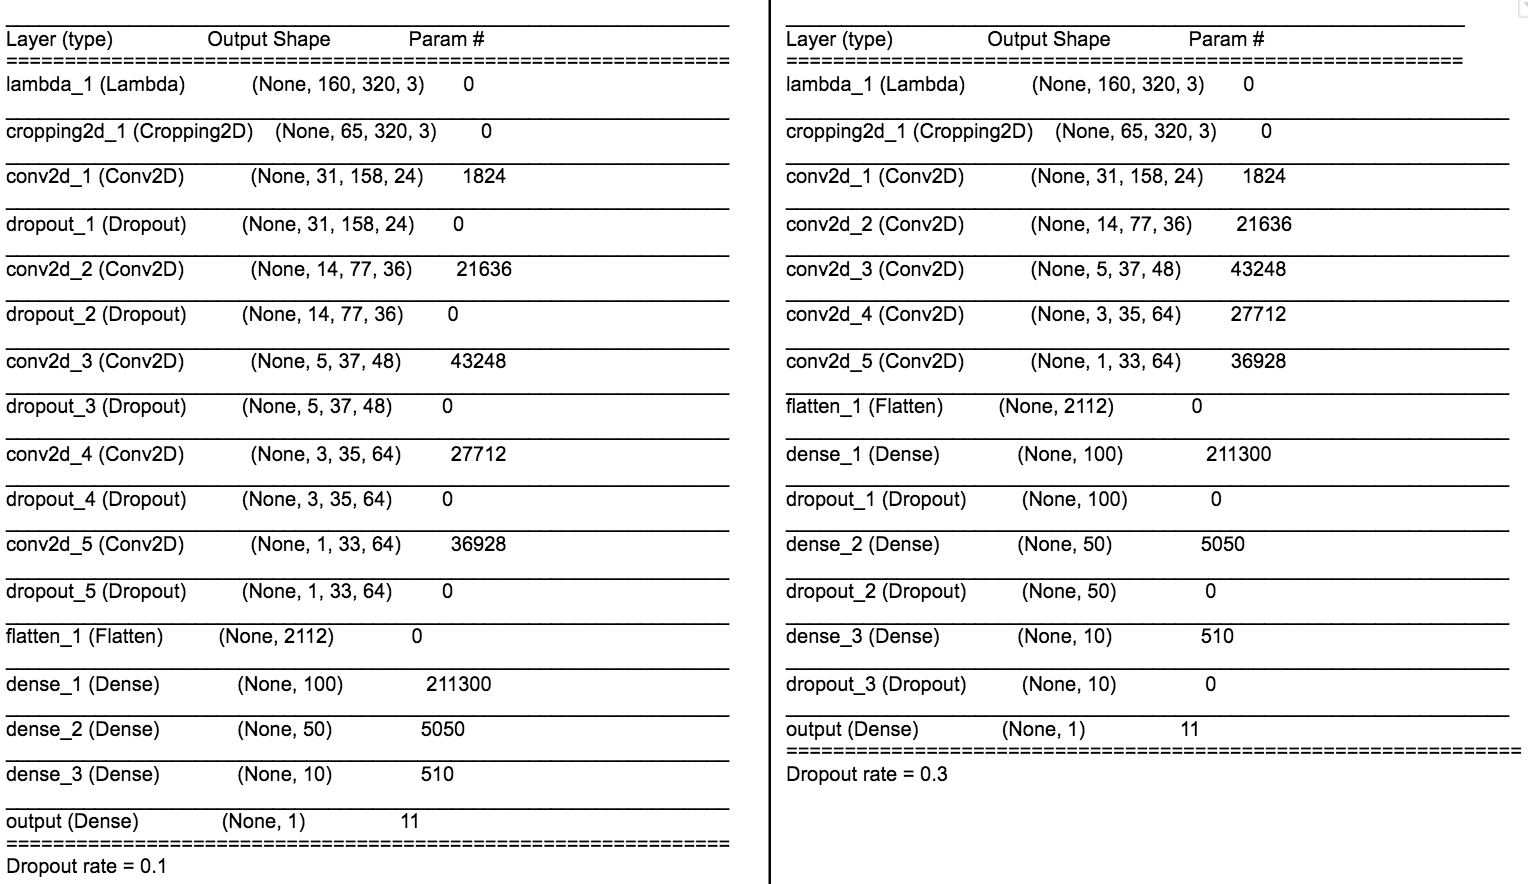 Layer (type) Output Shape Param #
=================================================================
lambda_1 (Lambda) (None, 160, 320, 3) 0
cropping2d_1 (Cropping2D) (None, 65, 320, 3) 0
conv2d_1 (Conv2D) (None, 31, 158, 24) 1824
dropout_1 (Dropout) (None, 31, 158, 24) 0
conv2d_2 (Conv2D) (None, 14, 77, 36) 21636
dropout_2 (Dropout) (None, 14, 77, 36) 0
conv2d_3 (Conv2D) (None, 5, 37, 48) 43248
dropout_3 (Dropout) (None, 5, 37, 48) 0
conv2d_4 (Conv2D) (None, 3, 35, 64) 27712
dropout_4 (Dropout) (None, 3, 35, 64) 0
conv2d_5 (Conv2D) (None, 1, 33, 64) 36928
dropout_5 (Dropout) (None, 1, 33, 64) 0
flatten_1 (Flatten) (None, 2112) 0
dense_1 (Dense) (None, 100) 211300
dense_2 (Dense) (None, 50) 5050
dense_3 (Dense) (None, 10) 510
output (Dense) (None, 1) 11
=================================================================
Dropout rate = 0.1
Layer (type) Output Shape Param #
=================================================================
lambda_1 (Lambda) (None, 160, 320, 3) 0
cropping2d_1 (Cropping2D) (None, 65, 320, 3) 0
conv2d_1 (Conv2D) (None, 31, 158, 24) 1824
conv2d_2 (Conv2D) (None, 14, 77, 36) 21636
conv2d_3 (Conv2D) (None, 5, 37, 48) 43248
conv2d_4 (Conv2D) (None, 3, 35, 64) 27712
conv2d_5 (Conv2D) (None, 1, 33, 64) 36928
flatten_1 (Flatten) (None, 2112) 0
dense_1 (Dense) (None, 100) 211300
dropout_1 (Dropout) (None, 100) 0
dense_2 (Dense) (None, 50) 5050
dropout_2 (Dropout) (None, 50) 0
dense_3 (Dense) (None, 10) 510
dropout_3 (Dropout) (None, 10) 0
output (Dense) (None, 1) 11
=================================================================
Dropout rate = 0.3